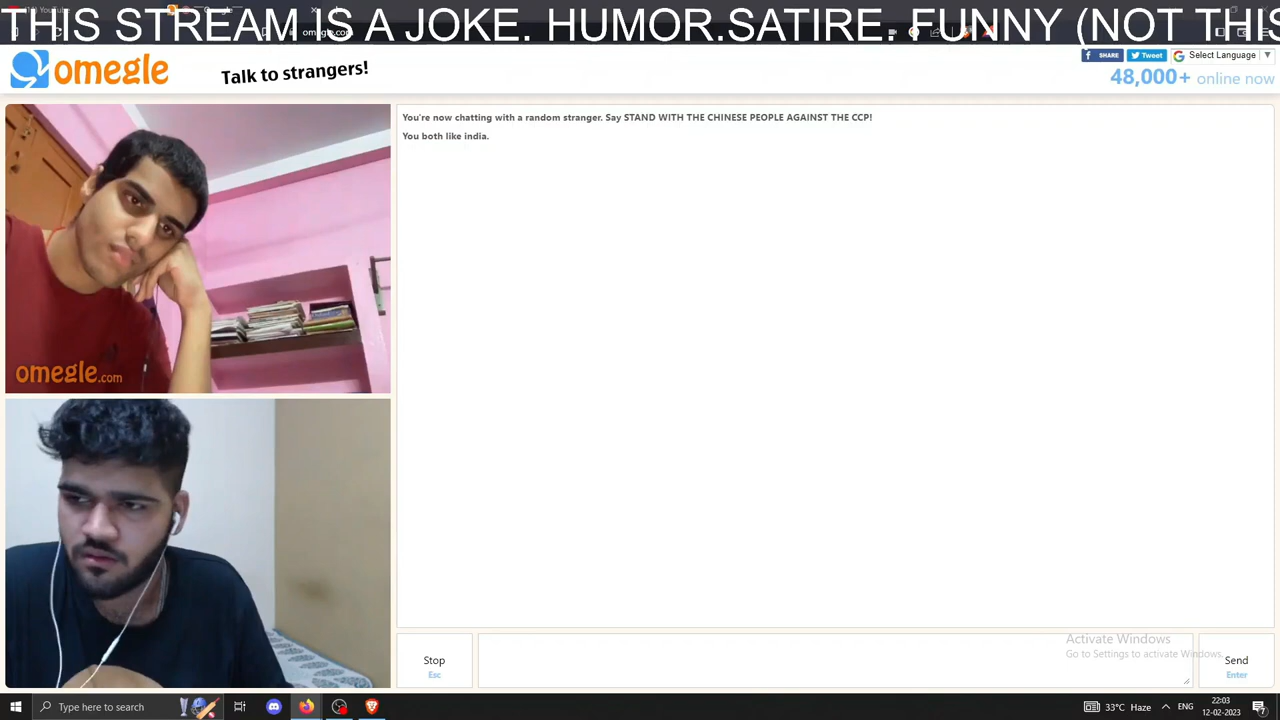 THIS STREAM IS A JOKE. HUMOR.SATIRE. FUNNY (NOT THIS
omegle.com
omegle
Talk to strangers!
SHARE
Tweet
Select Language
48,000+ online now
You're now chatting with a random stranger. Say STAND WITH THE CHINESE PEOPLE AGAINST THE CCP!
You both like india.
omegle.com
Stop
Esc
Activate Windows
Go to Settings to activate Windows.
Send
Enter
Type here to search
33°C Haze
ENG
22:03
12-02-2023